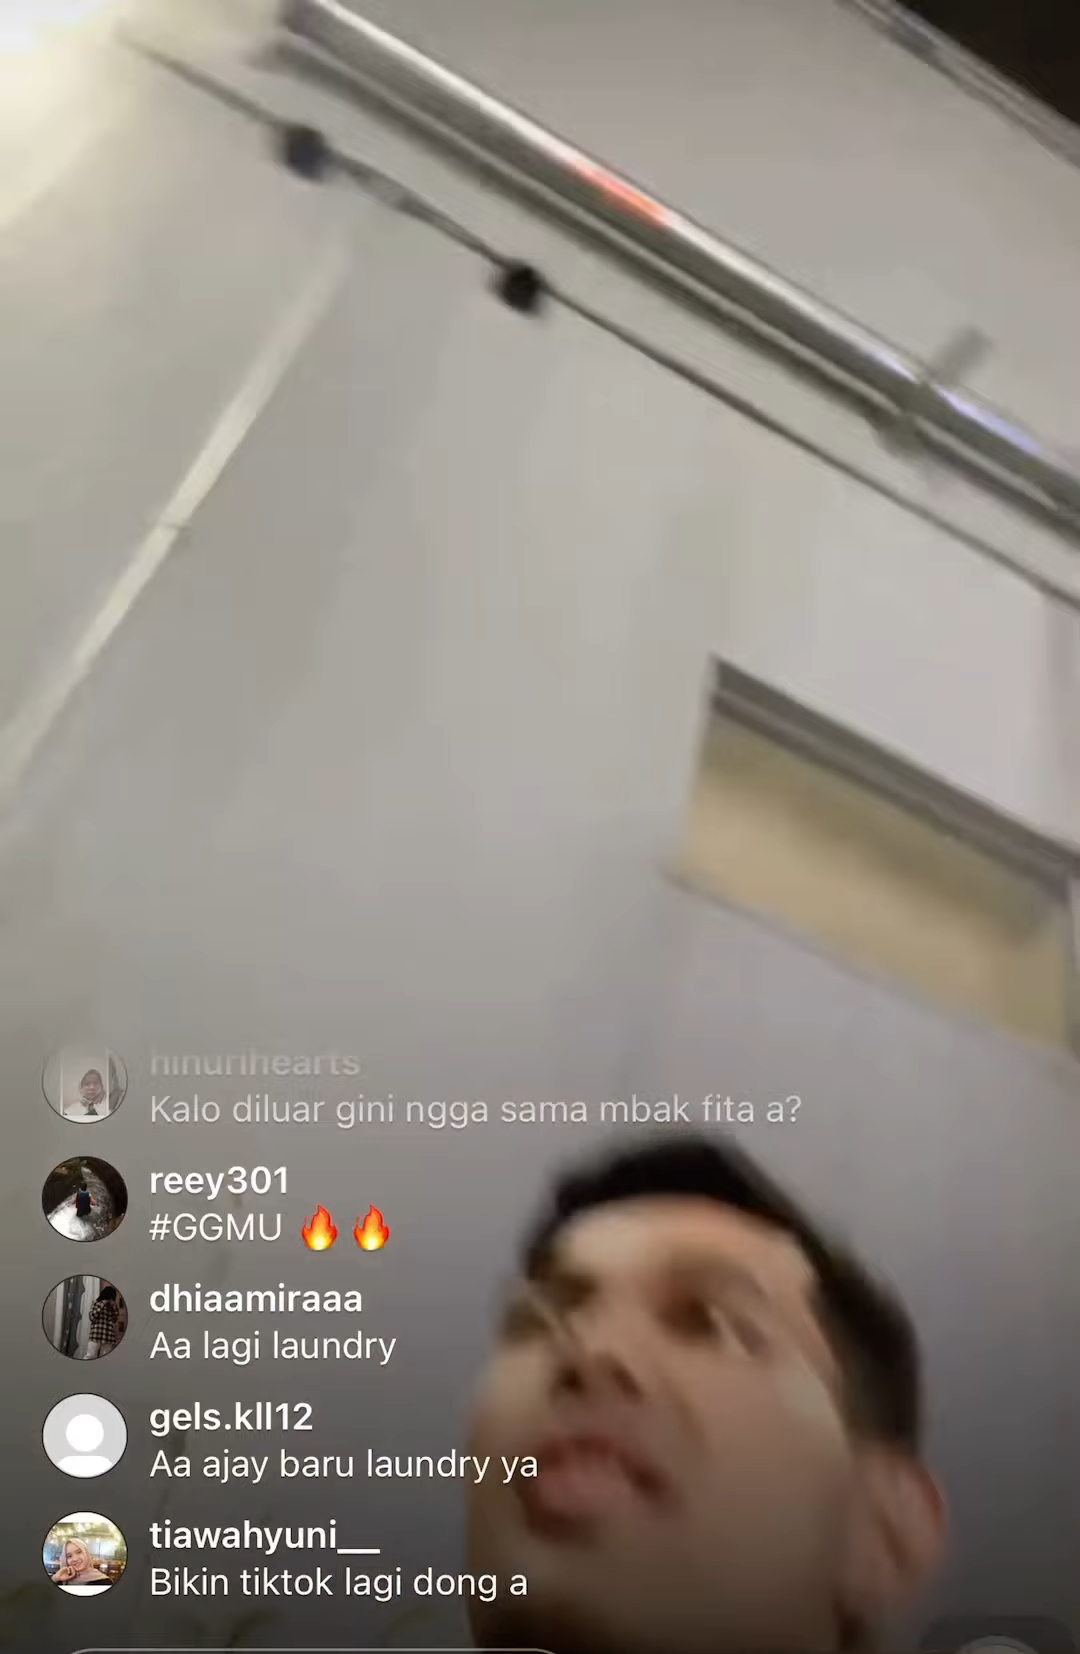 hinurihearts
Kalo diluar gini ngga sama mbak fita a?
reey301
#GGMU 🔥 🔥
dhiaamiraaa
Aa lagi laundry
gels.kll12
Aa ajay baru laundry ya
tiawahyuni__
Bikin tiktok lagi dong a